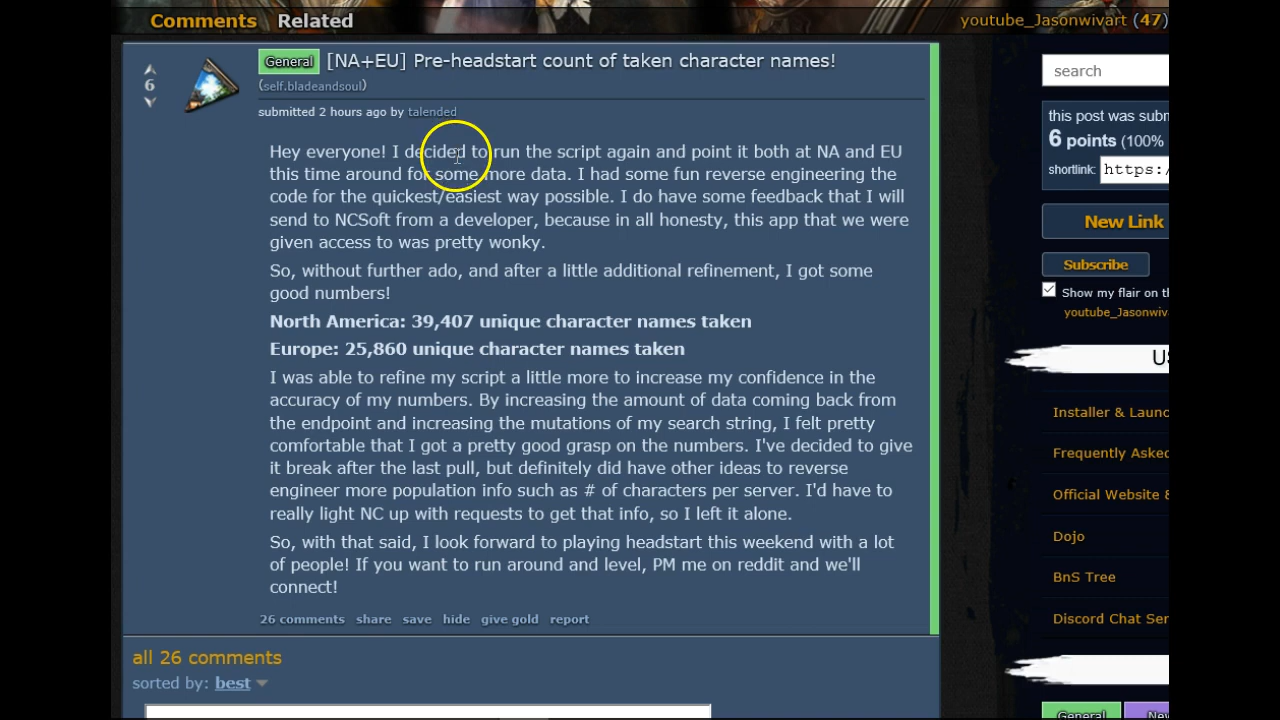 Comments Related
youtube_Jasonwivart (47)
6
General [NA+EU] Pre-headstart count of taken character names!
(self.bladeandsoul)
submitted 2 hours ago by talended
Hey everyone! I decided to run the script again and point it both at NA and EU
this time around for some more data. I had some fun reverse engineering the
code for the quickest/easiest way possible. I do have some feedback that I will
send to NCSoft from a developer, because in all honesty, this app that we were
given access to was pretty wonky.
So, without further ado, and after a little additional refinement, I got some
good numbers!
North America: 39,407 unique character names taken
Europe: 25,860 unique character names taken
I was able to refine my script a little more to increase my confidence in the
accuracy of my numbers. By increasing the amount of data coming back from
the endpoint and increasing the mutations of my search string, I felt pretty
comfortable that I got a pretty good grasp on the numbers. I've decided to give
it break after the last pull, but definitely did have other ideas to reverse
engineer more population info such as # of characters per server. I'd have to
really light NC up with requests to get that info, so I left it alone.
So, with that said, I look forward to playing headstart this weekend with a lot
of people! If you want to run around and level, PM me on reddit and we'll
connect!
26 comments share save hide give gold report
all 26 comments
sorted by: best
search
this post was subm
6 points (100%
shortlink: https:/
New Link
Subscribe
Show my flair on th
youtube_Jasonwiva
US
Installer & Launc
Frequently Asked
Official Website &
Dojo
BnS Tree
Discord Chat Ser
General